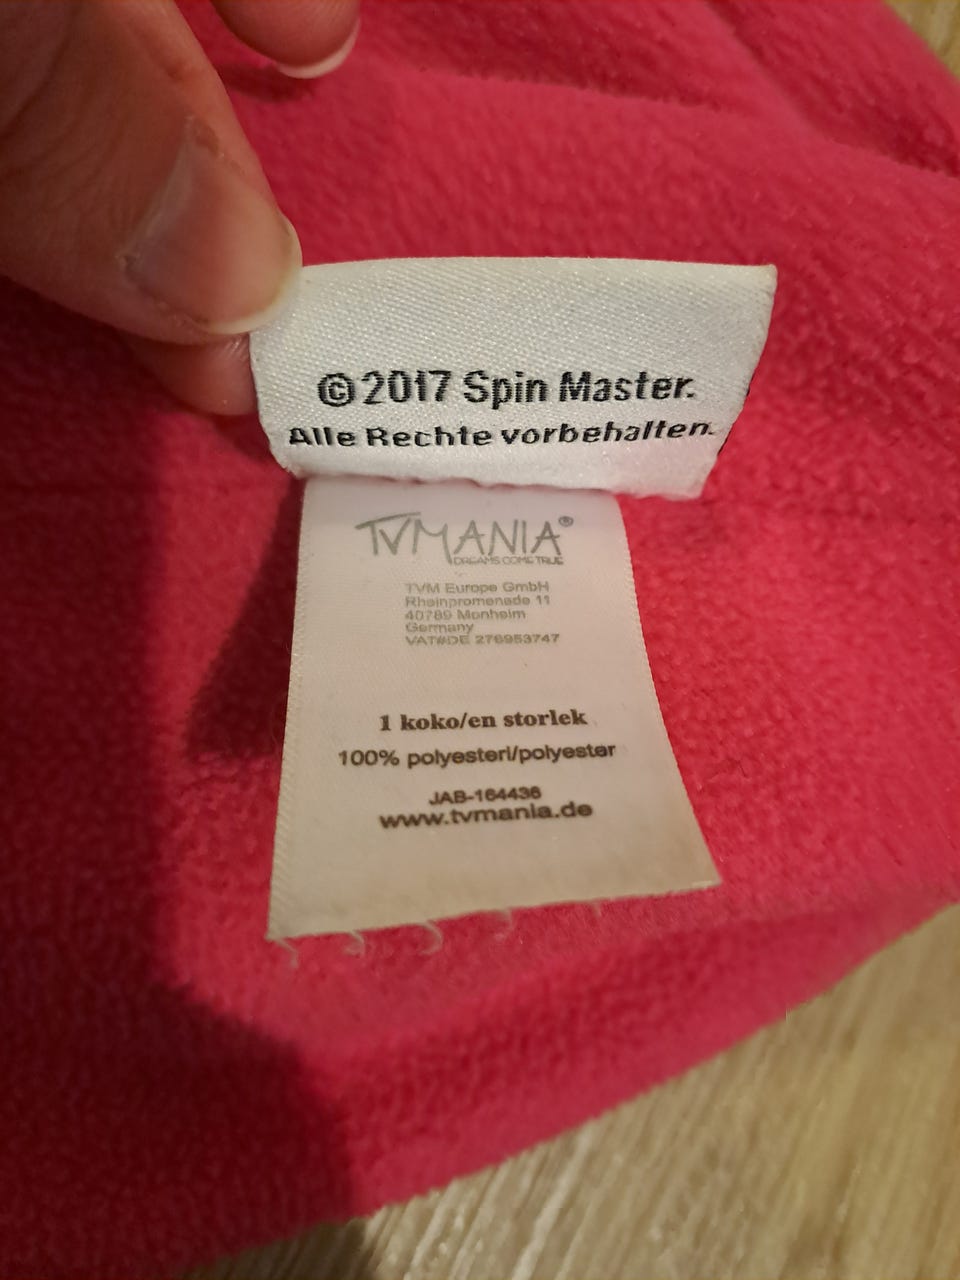 © 2017 Spin Master.
Alle Rechte vorbehalten.
TVMANIA®
DREAMS COME TRUE
TVM Europe GmbH
Rheinpromenade 11
40789 Monheim
Germany
VAT#DE 276953747
1 koko/en storlek
100% polyesteri/polyester
JAB-164436
www.tvmania.de